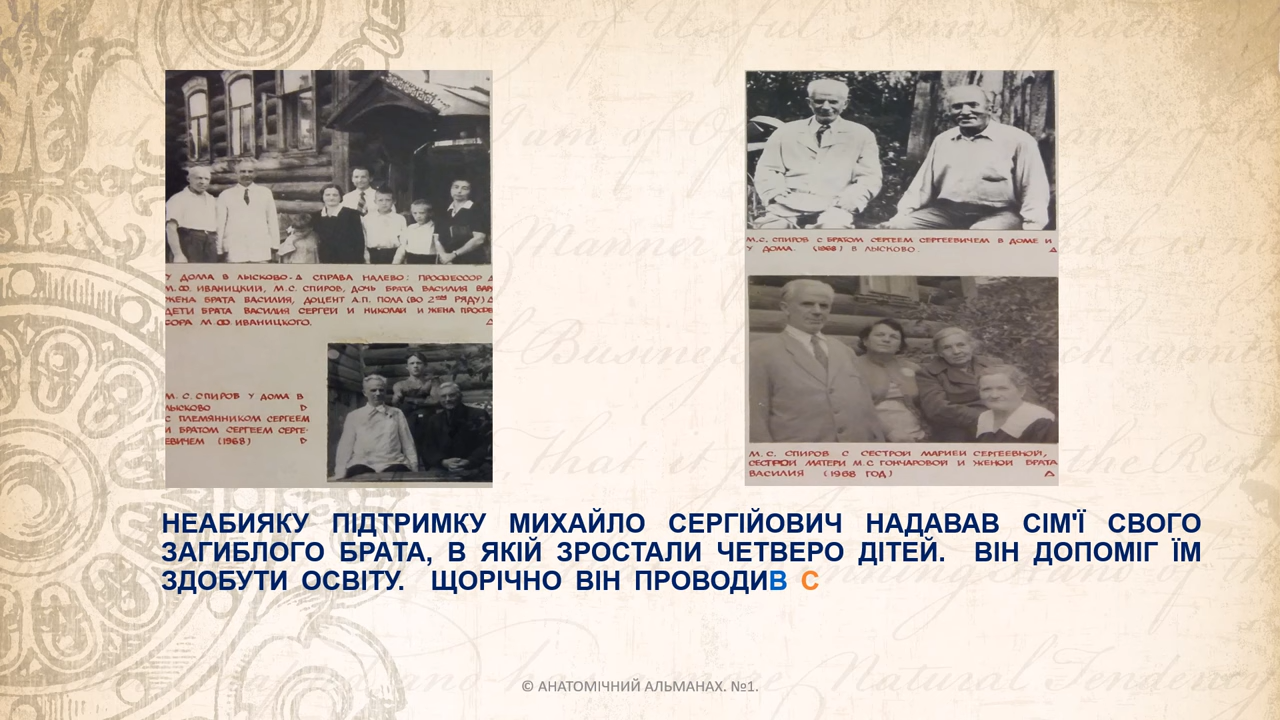 У ДОМА В ЛЫСКОВО-Δ СПРАВА НАЛЕВО: ПРОФЕССОР Δ
М.Ф. ИВАНИЦКИЙ, М.С. СПИРОВ, ДОЧЬ БРАТА ВАСИЛИЯ ВАР
ЖЕНА БРАТА ВАСИЛИЯ, ДОЦЕНТ А.П. ПОЛА (ВО 2ОМ РЯДУ) Δ
ДЕТИ БРАТА ВАСИЛИЯ СЕРГЕЙ И НИКОЛАЙ И ЖЕНА ПРОФЕ
СОРА М.Ф. ИВАНИЦКОГО. Δ
М. С. СПИРОВ У ДОМА В
ЛЫСКОВО
С ПЛЕМЯННИКОМ СЕРГЕЕМ
И БРАТОМ СЕРГЕЕМ СЕРГЕ-
ЕВИЧЕМ (1968)
М.С. СПИРОВ С БРАТОМ СЕРГЕЕМ СЕРГЕЕВИЧЕМ В ДОМЕ И
У ДОМА. (1968) В ЛЫСКОВО. Δ
М.С. СПИРОВ С СЕСТРОЙ МАРИЕЙ СЕРГЕЕВНОЙ,
СЕСТРОЙ МАТЕРИ М.С ГОНЧАРОВОЙ И ЖЕНОЙ БРАТА
ВАСИЛИЯ (1968 ГОД) Δ
НЕАБИЯКУ ПІДТРИМКУ МИХАЙЛО СЕРГІЙОВИЧ НАДАВАВ СІМ'Ї СВОГО
ЗАГИБЛОГО БРАТА, В ЯКІЙ ЗРОСТАЛИ ЧЕТВЕРО ДІТЕЙ. ВІН ДОПОМІГ ЇМ
ЗДОБУТИ ОСВІТУ. ЩОРІЧНО ВІН ПРОВОДИВ С
© АНАТОМІЧНИЙ АЛЬМАНАХ. №1.